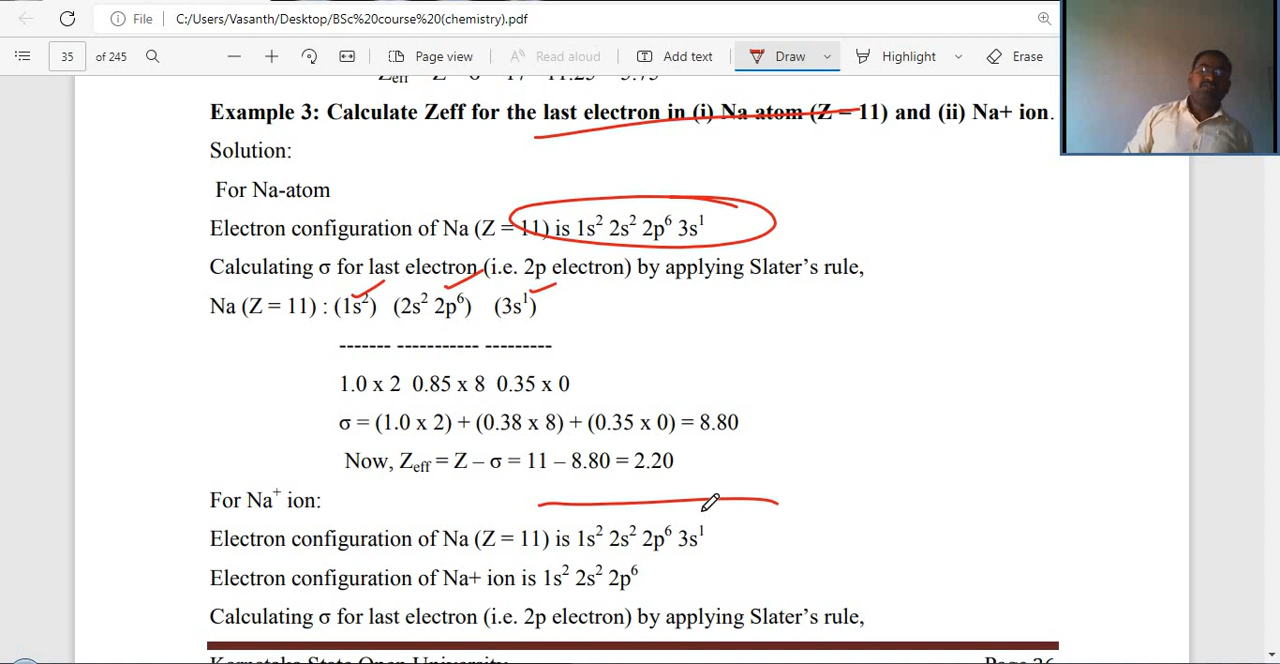 File C:/Users/Vasanth/Desktop/BSc%20course%20(chemistry).pdf
35 of 245 Page view Read aloud Add text Draw Highlight Erase
Example 3: Calculate Zeff for the last electron in (i) Na atom (Z = 11) and (ii) Na+ ion.
Solution:
For Na-atom
Electron configuration of Na (Z = 11) is 1s² 2s² 2p⁶ 3s¹
Calculating σ for last electron (i.e. 2p electron) by applying Slater's rule,
Na (Z = 11) : (1s²) (2s² 2p⁶) (3s¹)
------- ----------- ---------
1.0 x 2 0.85 x 8 0.35 x 0
σ = (1.0 x 2) + (0.38 x 8) + (0.35 x 0) = 8.80
Now, Zeff = Z – σ = 11 – 8.80 = 2.20
For Na⁺ ion:
Electron configuration of Na (Z = 11) is 1s² 2s² 2p⁶ 3s¹
Electron configuration of Na+ ion is 1s² 2s² 2p⁶
Calculating σ for last electron (i.e. 2p electron) by applying Slater's rule,